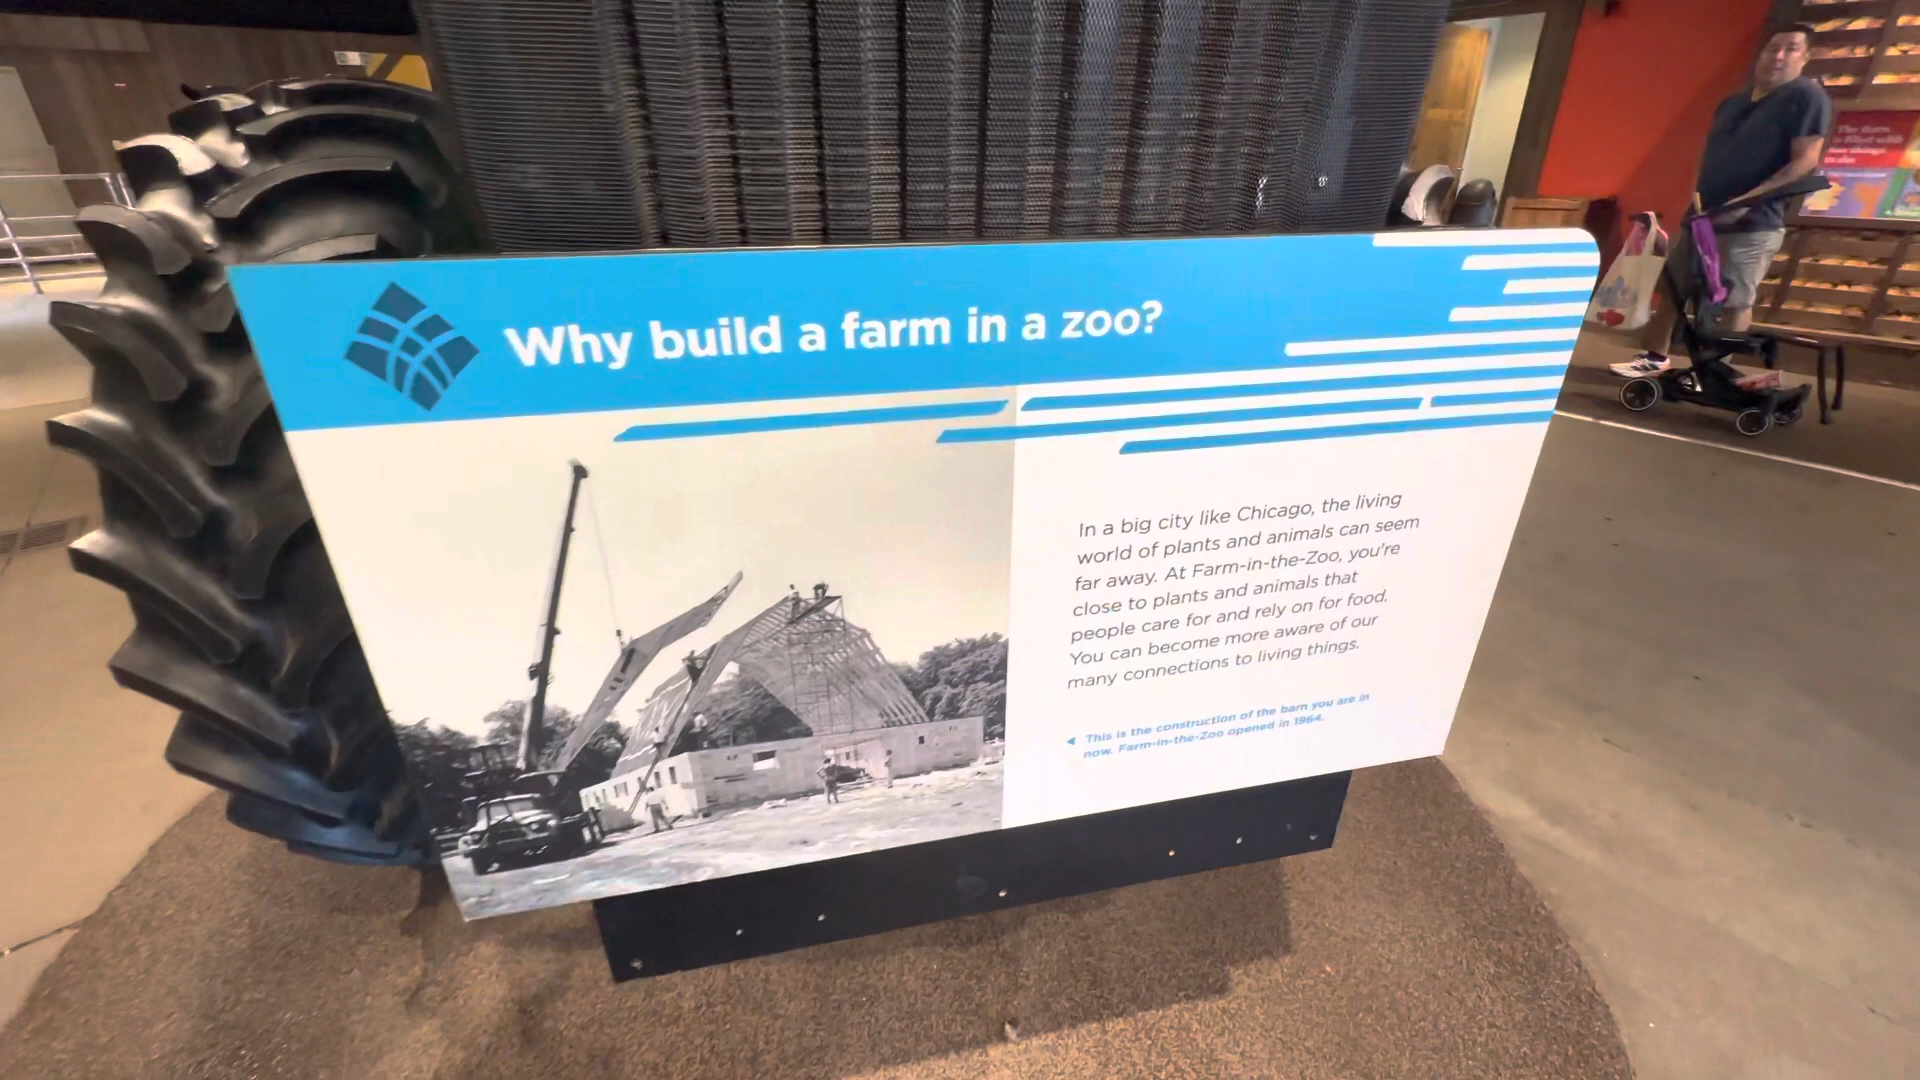 Why build a farm in a zoo?
In a big city like Chicago, the living
world of plants and animals can seem
far away. At Farm-in-the-Zoo, you're
close to plants and animals that
people care for and rely on for food.
You can become more aware of our
many connections to living things.
This is the construction of the barn you are in
now. Farm-in-the-Zoo opened in 1964.
The Barn